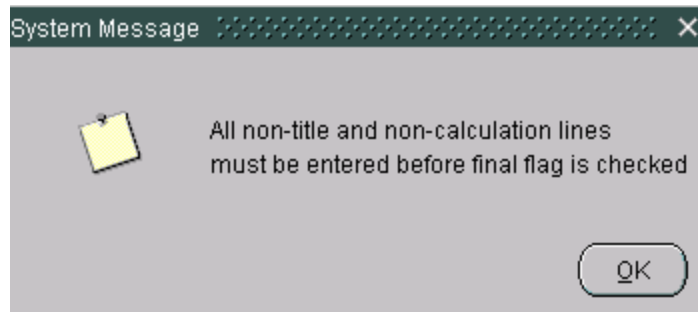 System Message
All non-title and non-calculation lines
must be entered before final flag is checked
OK